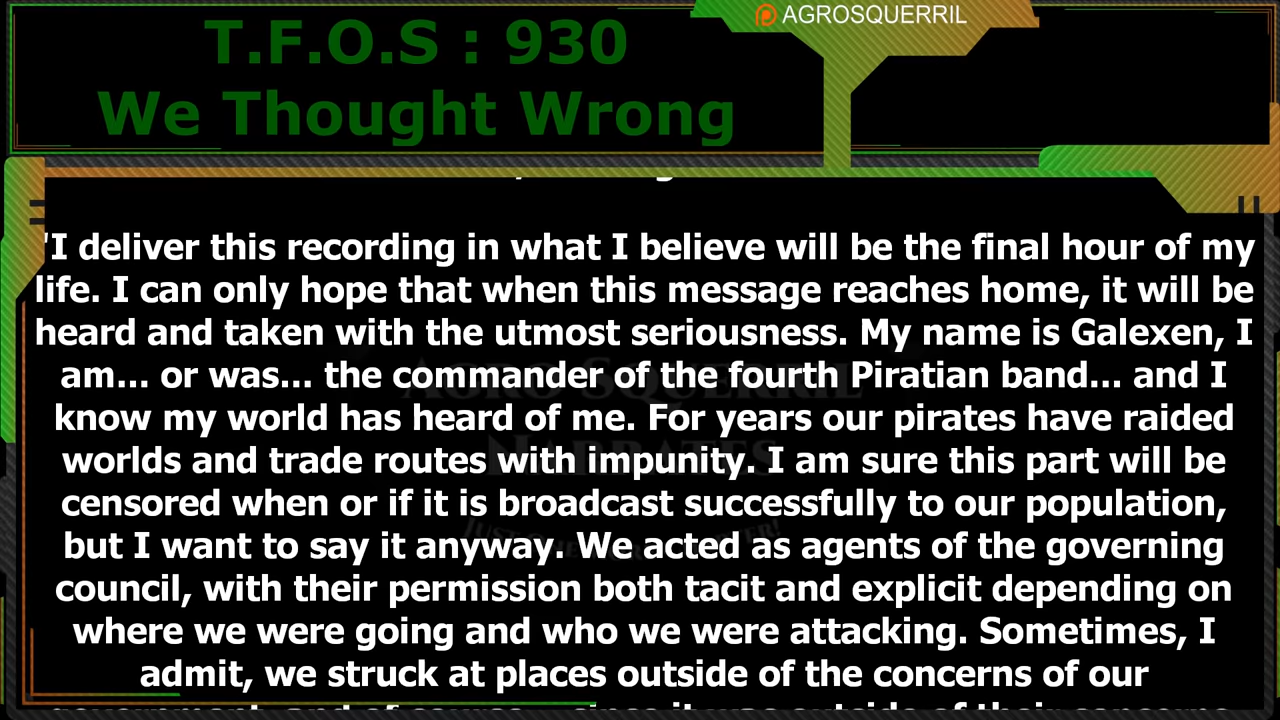 AGROSQUERRIL
T.F.O.S : 930
We Thought Wrong
"I deliver this recording in what I believe will be the final hour of my
life. I can only hope that when this message reaches home, it will be
heard and taken with the utmost seriousness. My name is Galexen, I
am... or was... the commander of the fourth Piratian band... and I
know my world has heard of me. For years our pirates have raided
worlds and trade routes with impunity. I am sure this part will be
censored when or if it is broadcast successfully to our population,
but I want to say it anyway. We acted as agents of the governing
council, with their permission both tacit and explicit depending on
where we were going and who we were attacking. Sometimes, I
admit, we struck at places outside of the concerns of our